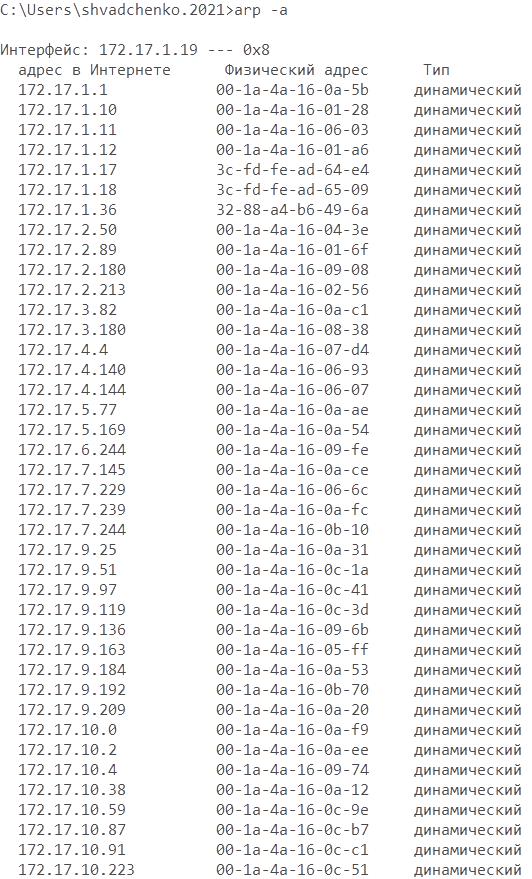 C:\Users\shvadchenko.2021>arp -a
Интерфейс: 172.17.1.19 --- 0x8
адрес в Интернете Физический адрес Тип
172.17.1.1 00-1a-4a-16-0a-5b динамический
172.17.1.10 00-1a-4a-16-01-28 динамический
172.17.1.11 00-1a-4a-16-06-03 динамический
172.17.1.12 00-1a-4a-16-01-a6 динамический
172.17.1.17 3c-fd-fe-ad-64-e4 динамический
172.17.1.18 3c-fd-fe-ad-65-09 динамический
172.17.1.36 32-88-a4-b6-49-6a динамический
172.17.2.50 00-1a-4a-16-04-3e динамический
172.17.2.89 00-1a-4a-16-01-6f динамический
172.17.2.180 00-1a-4a-16-09-08 динамический
172.17.2.213 00-1a-4a-16-02-56 динамический
172.17.3.82 00-1a-4a-16-0a-c1 динамический
172.17.3.180 00-1a-4a-16-08-38 динамический
172.17.4.4 00-1a-4a-16-07-d4 динамический
172.17.4.140 00-1a-4a-16-06-93 динамический
172.17.4.144 00-1a-4a-16-06-07 динамический
172.17.5.77 00-1a-4a-16-0a-ae динамический
172.17.5.169 00-1a-4a-16-0a-54 динамический
172.17.6.244 00-1a-4a-16-09-fe динамический
172.17.7.145 00-1a-4a-16-0a-ce динамический
172.17.7.229 00-1a-4a-16-06-6c динамический
172.17.7.239 00-1a-4a-16-0a-fc динамический
172.17.7.244 00-1a-4a-16-0b-10 динамический
172.17.9.25 00-1a-4a-16-0a-31 динамический
172.17.9.51 00-1a-4a-16-0c-1a динамический
172.17.9.97 00-1a-4a-16-0c-41 динамический
172.17.9.119 00-1a-4a-16-0c-3d динамический
172.17.9.136 00-1a-4a-16-09-6b динамический
172.17.9.163 00-1a-4a-16-05-ff динамический
172.17.9.184 00-1a-4a-16-0a-53 динамический
172.17.9.192 00-1a-4a-16-0b-70 динамический
172.17.9.209 00-1a-4a-16-0a-20 динамический
172.17.10.0 00-1a-4a-16-0a-f9 динамический
172.17.10.2 00-1a-4a-16-0a-ee динамический
172.17.10.4 00-1a-4a-16-09-74 динамический
172.17.10.38 00-1a-4a-16-0a-12 динамический
172.17.10.59 00-1a-4a-16-0c-9e динамический
172.17.10.87 00-1a-4a-16-0c-b7 динамический
172.17.10.91 00-1a-4a-16-0c-c1 динамический
172.17.10.223 00-1a-4a-16-0c-51 динамический